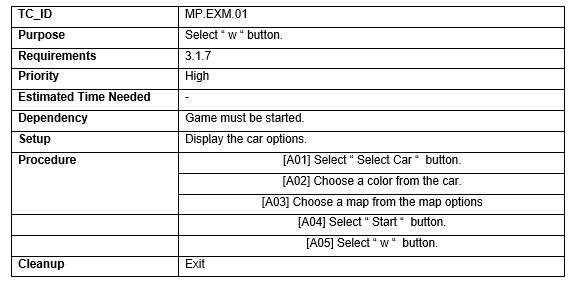 TC_ID MP.EXM.01
Purpose Select “ w “ button.
Requirements 3.1.7
Priority High
Estimated Time Needed -
Dependency Game must be started.
Setup Display the car options.
Procedure [A01] Select “ Select Car “ button.
[A02] Choose a color from the car.
[A03] Choose a map from the map options
[A04] Select “ Start “ button.
[A05] Select “ w “ button.
Cleanup Exit